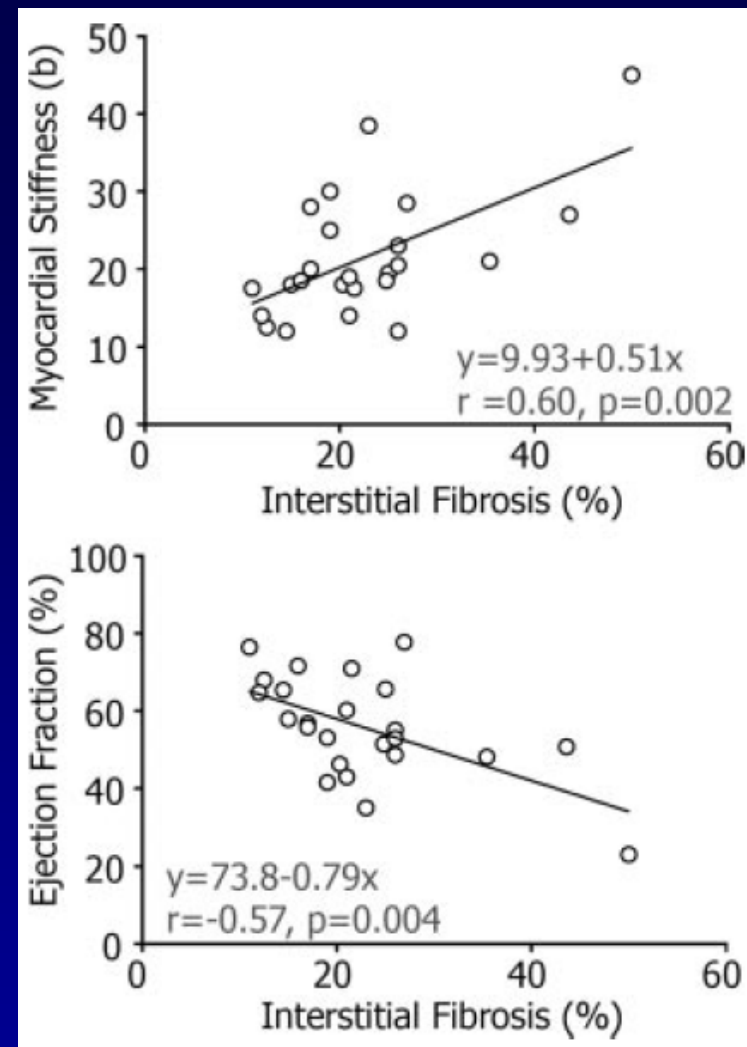 50
40
30
20
10
0
Myocardial Stiffness (b)
y=9.93+0.51x
r =0.60, p=0.002
0 20 40 60
Interstitial Fibrosis (%)
100
80
60
40
20
0
Ejection Fraction (%)
y=73.8-0.79x
r=-0.57, p=0.004
0 20 40 60
Interstitial Fibrosis (%)